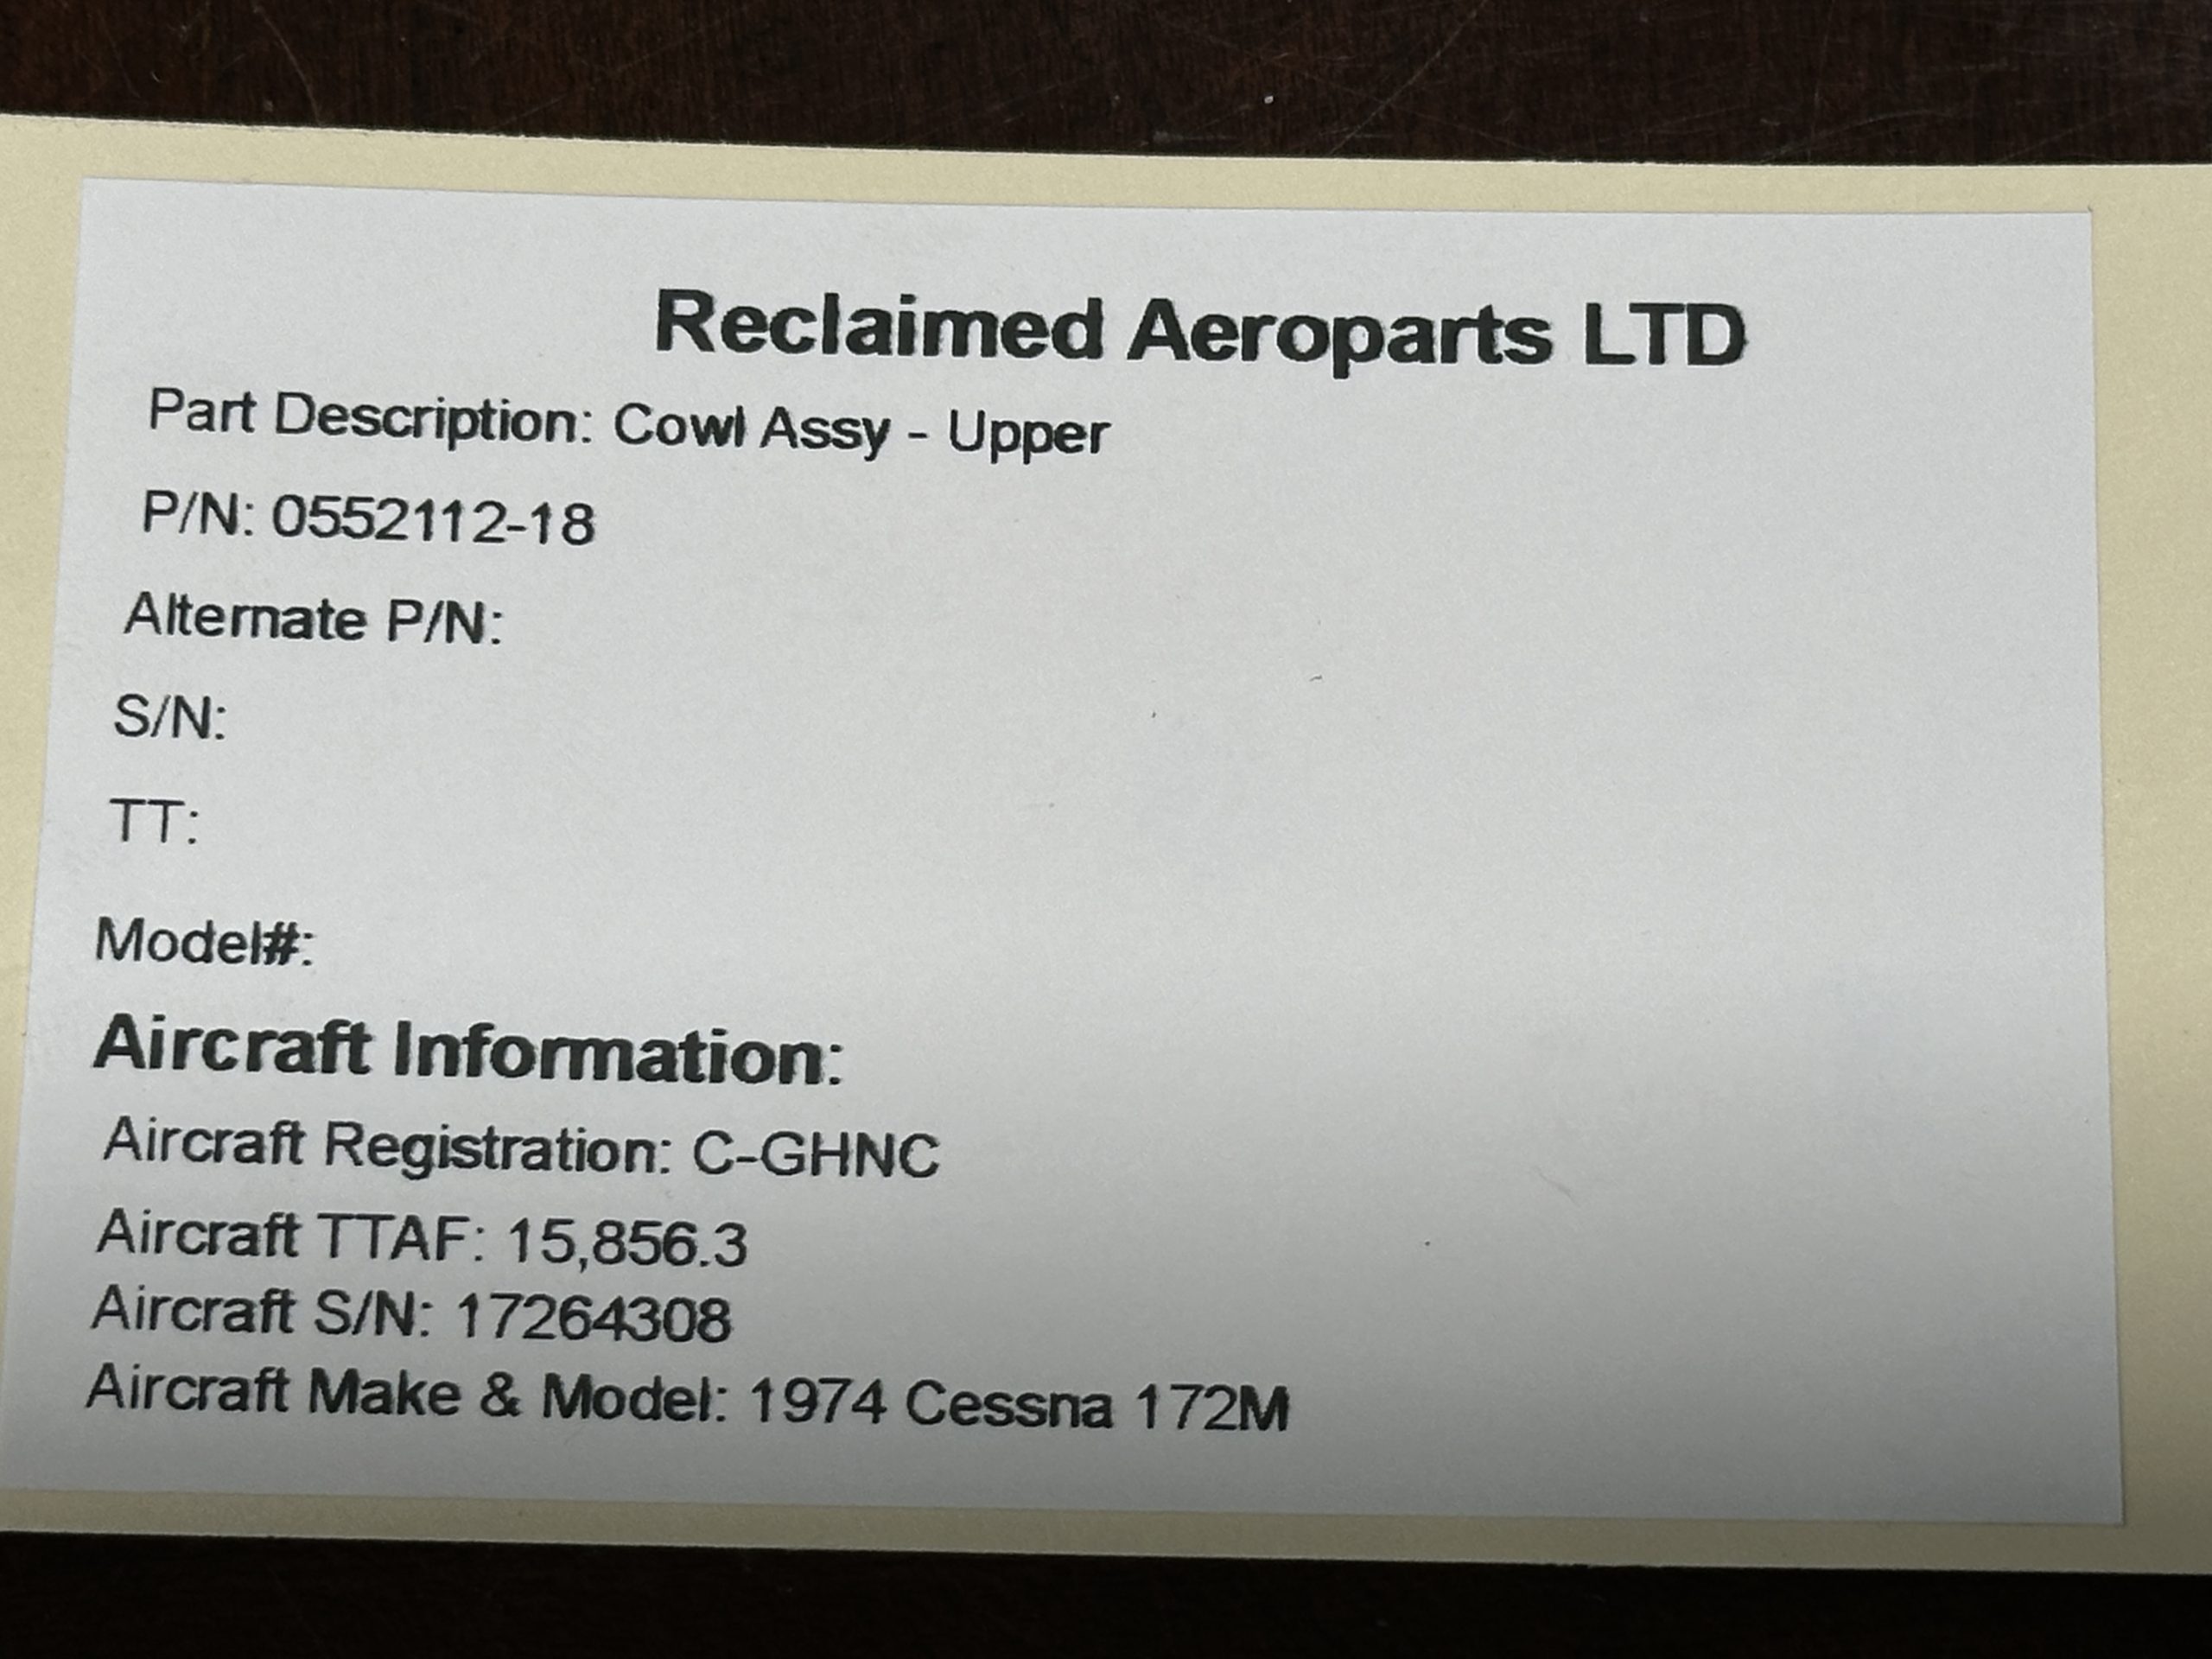 Reclaimed Aeroparts LTD
Part Description: Cowl Assy - Upper
P/N: 0552112-18
Alternate P/N:
S/N:
TT:
Model#:
Aircraft Information:
Aircraft Registration: C-GHNC
Aircraft TTAF: 15,856.3
Aircraft S/N: 17264308
Aircraft Make & Model: 1974 Cessna 172M